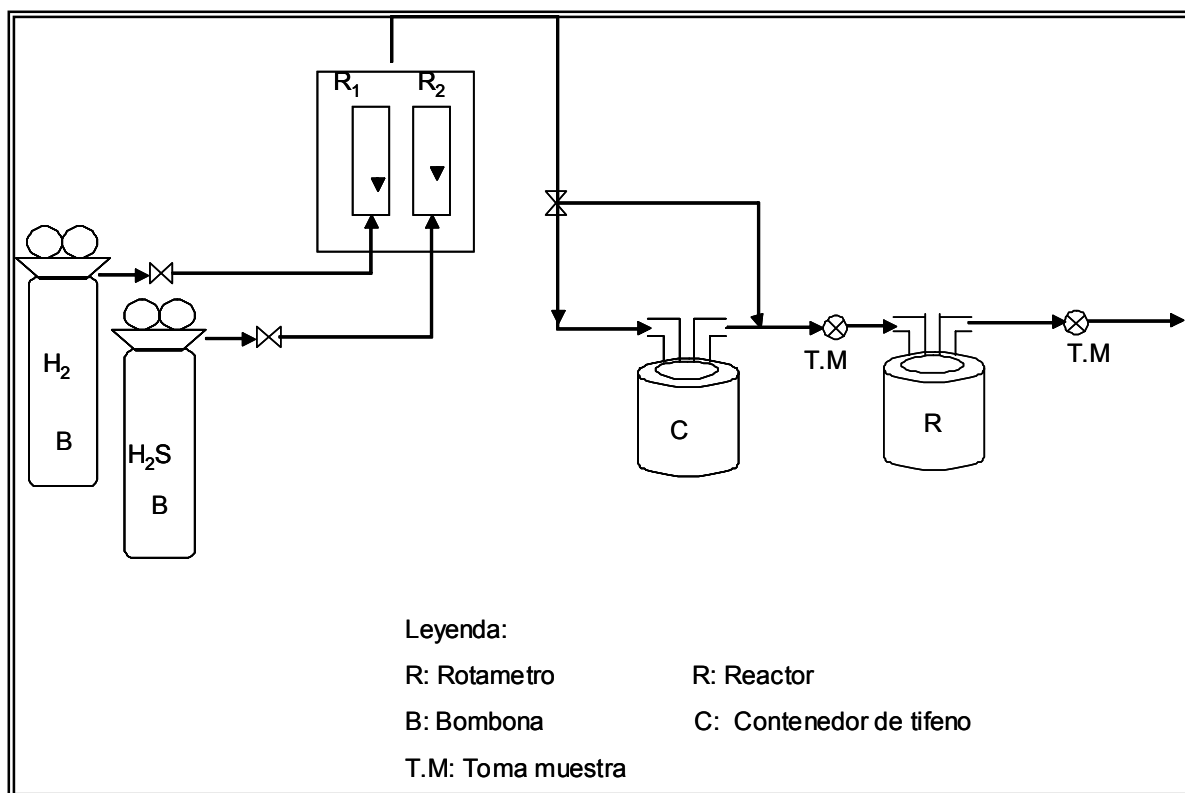 R₁ R₂
H₂
B
H₂S
B
T.M
T.M
C
R
Leyenda:
R: Rotametro R: Reactor
B: Bombona C: Contenedor de tifeno
T.M: Toma muestra